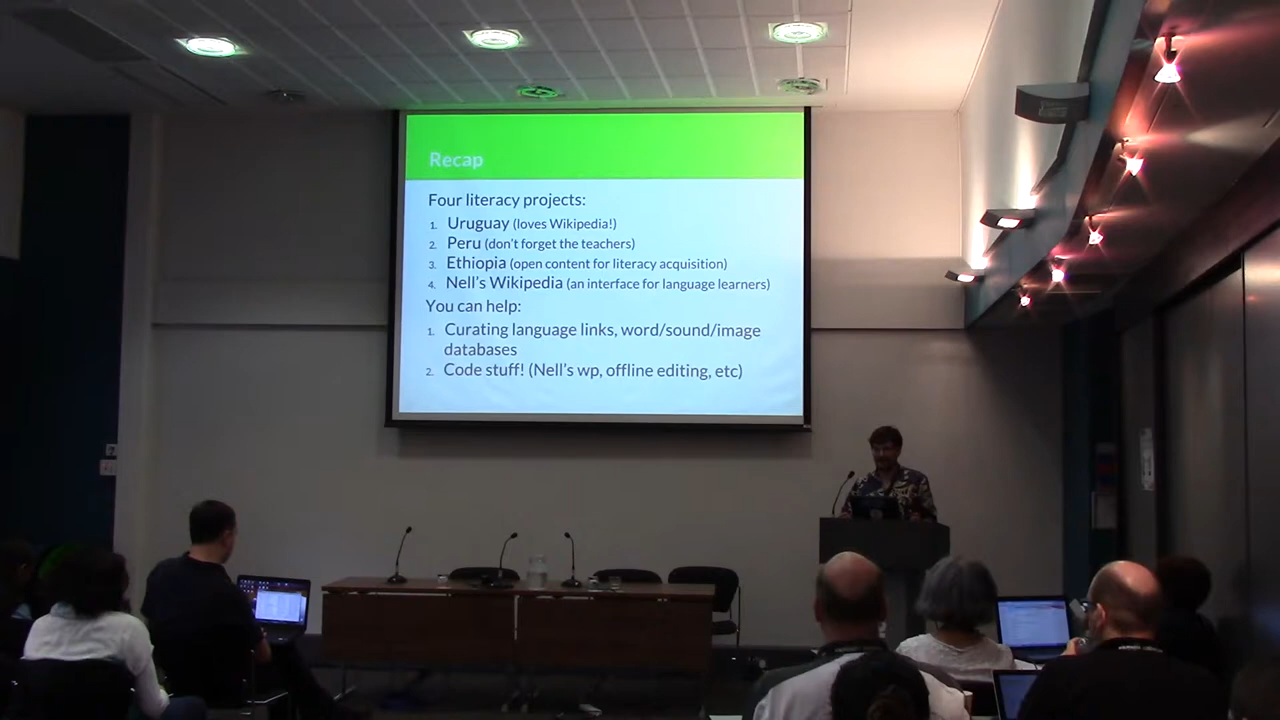 Recap
Four literacy projects:
1. Uruguay (loves Wikipedia!)
2. Peru (don't forget the teachers)
3. Ethiopia (open content for literacy acquisition)
4. Nell's Wikipedia (an interface for language learners)
You can help:
1. Curating language links, word/sound/image
databases
2. Code stuff! (Nell's wp, offline editing, etc)